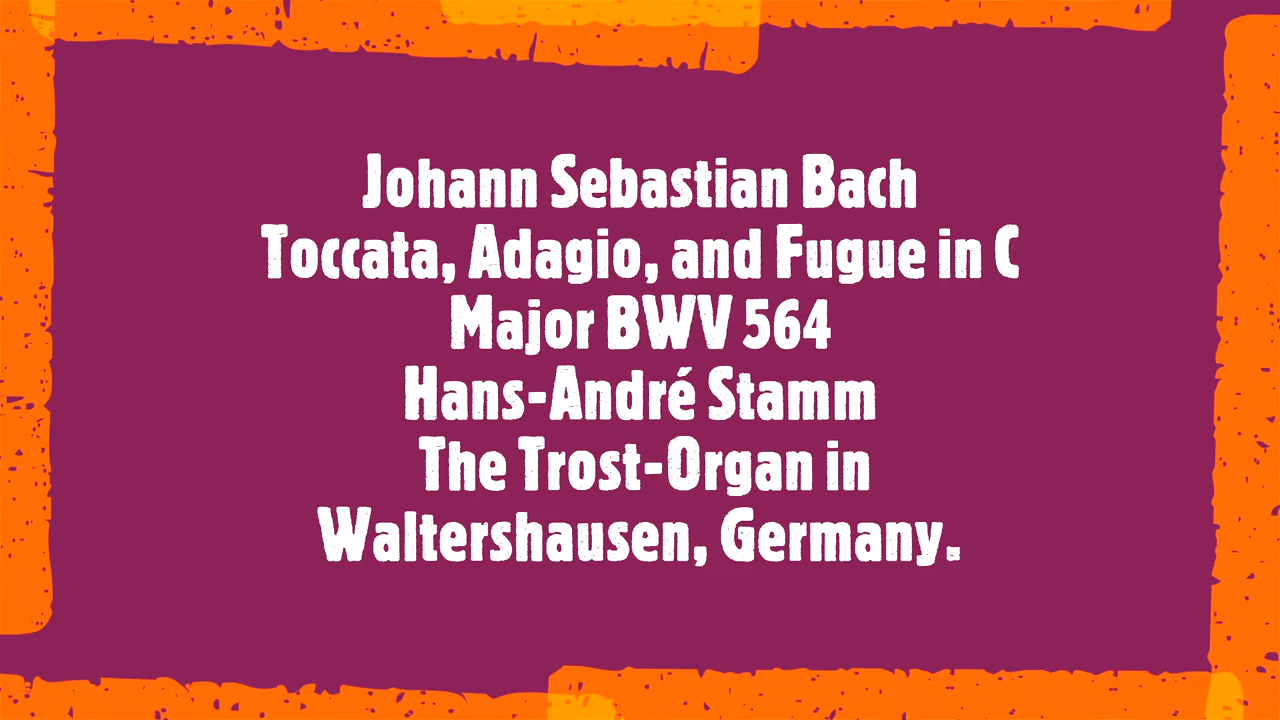 Johann Sebastian Bach
Toccata, Adagio, and Fugue in C
Major BWV 564
Hans-André Stamm
The Trost-Organ in
Waltershausen, Germany.